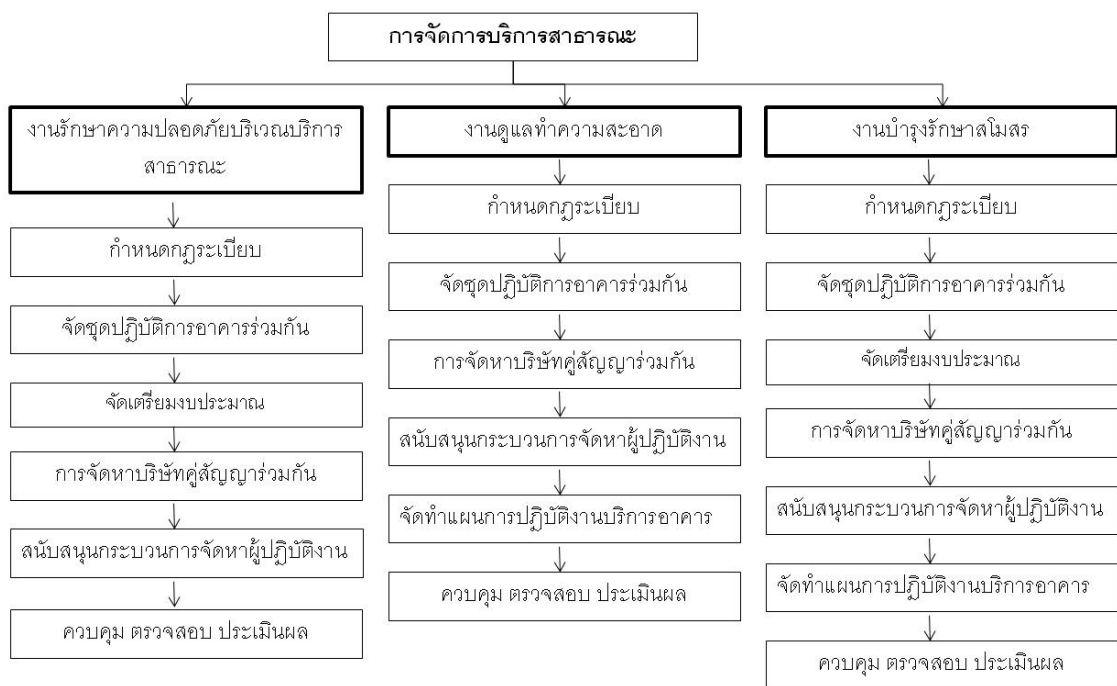 การจัดการบริการสาธารณะ
งานรักษาความปลอดภัยบริเวณบริการ
สาธารณะ
กำหนดกฎระเบียบ
จัดชุดปฏิบัติการอาคารร่วมกัน
จัดเตรียมงบประมาณ
การจัดหาบริษัทคู่สัญญาร่วมกัน
สนับสนุนกระบวนการจัดหาผู้ปฏิบัติงาน
ควบคุม ตรวจสอบ ประเมินผล
งานดูแลทำความสะอาด
กำหนดกฎระเบียบ
จัดชุดปฏิบัติการอาคารร่วมกัน
การจัดหาบริษัทคู่สัญญาร่วมกัน
สนับสนุนกระบวนการจัดหาผู้ปฏิบัติงาน
จัดทำแผนการปฏิบัติงานบริการอาคาร
ควบคุม ตรวจสอบ ประเมินผล
งานบำรุงรักษาสโมสร
กำหนดกฎระเบียบ
จัดชุดปฏิบัติการอาคารร่วมกัน
จัดเตรียมงบประมาณ
การจัดหาบริษัทคู่สัญญาร่วมกัน
สนับสนุนกระบวนการจัดหาผู้ปฏิบัติงาน
จัดทำแผนการปฏิบัติงานบริการอาคาร
ควบคุม ตรวจสอบ ประเมินผล